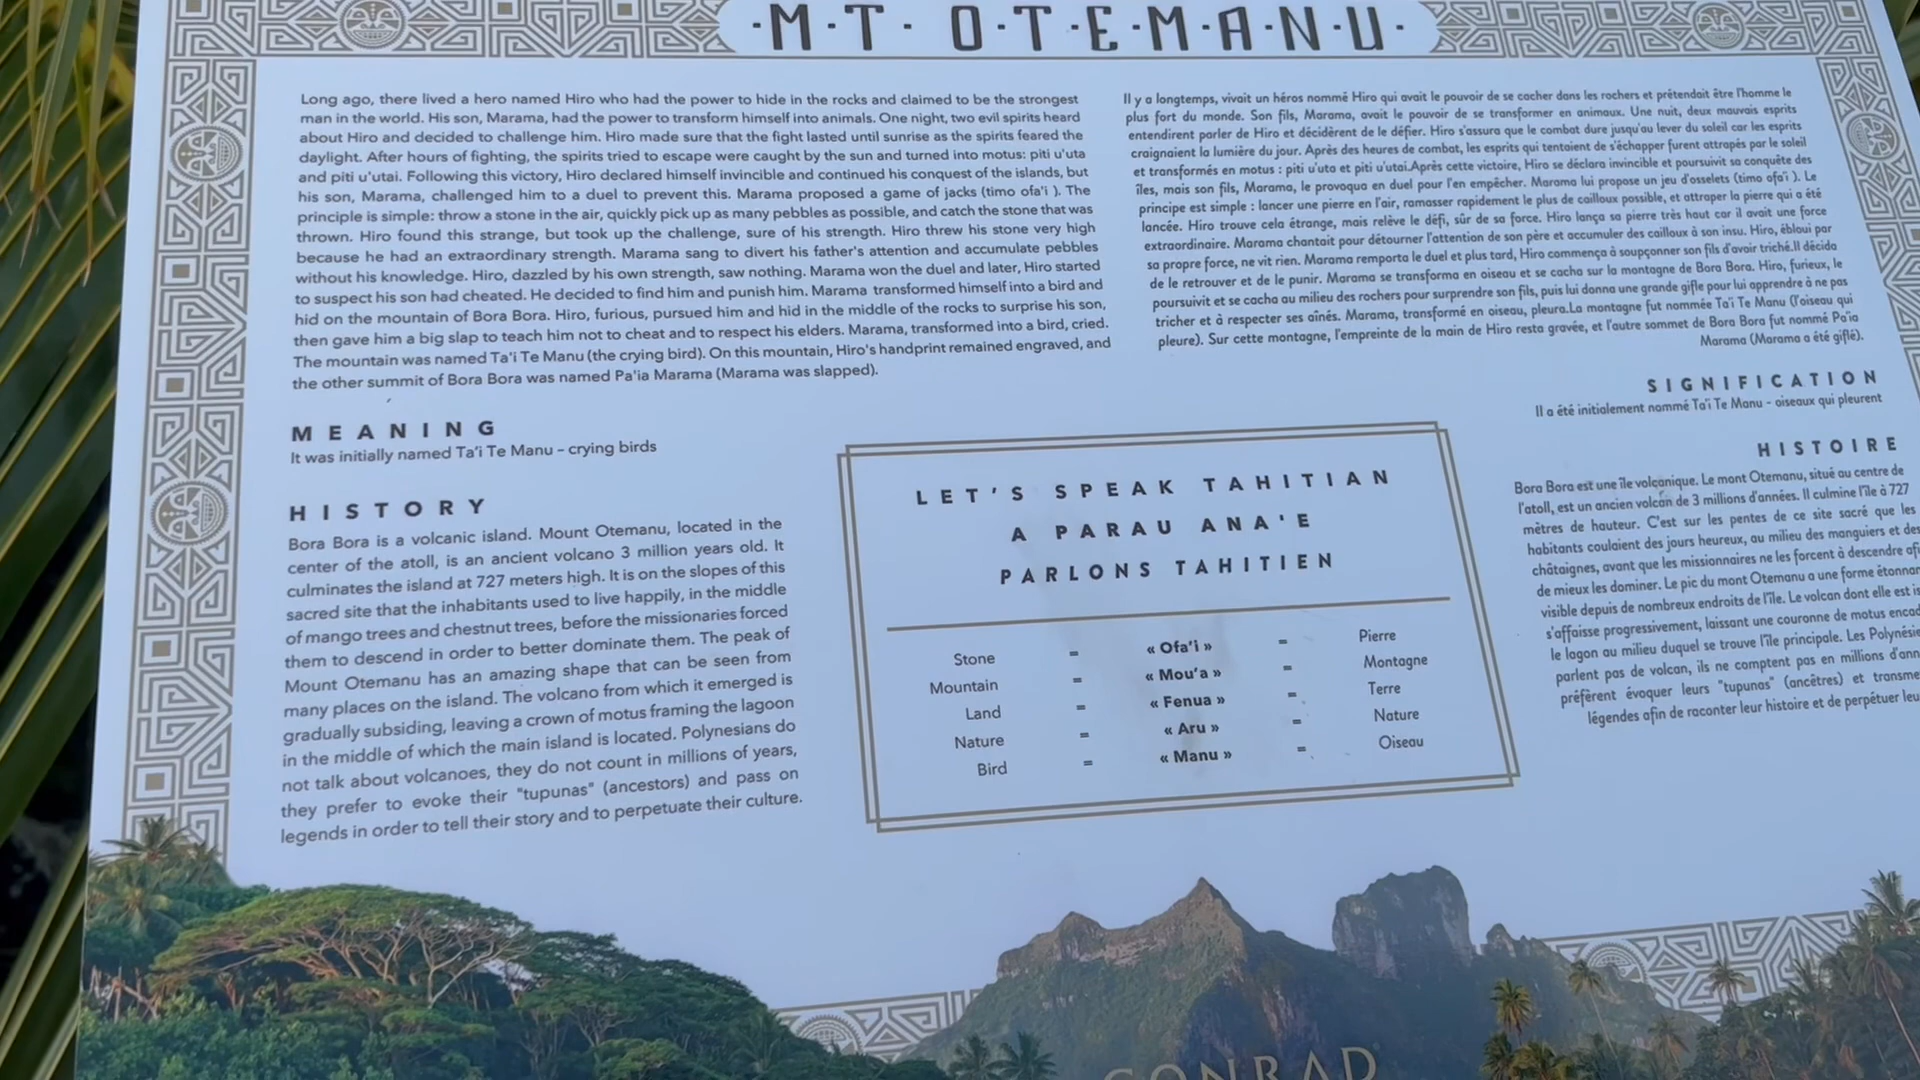 ·M·T· O·T·E·M·A·N·U·
Long ago, there lived a hero named Hiro who had the power to hide in the rocks and claimed to be the strongest
man in the world. His son, Marama, had the power to transform himself into animals. One night, two evil spirits heard
about Hiro and decided to challenge him. Hiro made sure that the fight lasted until sunrise as the spirits feared the
daylight. After hours of fighting, the spirits tried to escape were caught by the sun and turned into motus: piti u'uta
and piti u'utai. Following this victory, Hiro declared himself invincible and continued his conquest of the islands, but
his son, Marama, challenged him to a duel to prevent this. Marama proposed a game of jacks (timo ofa'i ). The
principle is simple: throw a stone in the air, quickly pick up as many pebbles as possible, and catch the stone that was
thrown. Hiro found this strange, but took up the challenge, sure of his strength. Hiro threw his stone very high
because he had an extraordinary strength. Marama sang to divert his father's attention and accumulate pebbles
without his knowledge. Hiro, dazzled by his own strength, saw nothing. Marama won the duel and later, Hiro started
to suspect his son had cheated. He decided to find him and punish him. Marama transformed himself into a bird and
hid on the mountain of Bora Bora. Hiro, furious, pursued him and hid in the middle of the rocks to surprise his son,
then gave him a big slap to teach him not to cheat and to respect his elders. Marama, transformed into a bird, cried.
The mountain was named Ta'i Te Manu (the crying bird). On this mountain, Hiro's handprint remained engraved, and
the other summit of Bora Bora was named Pa'ia Marama (Marama was slapped).
Il y a longtemps, vivait un héros nommé Hiro qui avait le pouvoir de se cacher dans les rochers et prétendait être l'homme le
plus fort du monde. Son fils, Marama, avait le pouvoir de se transformer en animaux. Une nuit, deux mauvais esprits
entendirent parler de Hiro et décidèrent de le défier. Hiro s'assura que le combat dure jusqu'au lever du soleil car les esprits
craignaient la lumière du jour. Après des heures de combat, les esprits qui tentaient de s'échapper furent attrapés par le soleil
et transformés en motus : piti u'uta et piti u'utai.Après cette victoire, Hiro se déclara invincible et poursuivit sa conquête des
îles, mais son fils, Marama, le provoqua en duel pour l'en empêcher. Marama lui propose un jeu d'osselets (timo ofa'i ). Le
principe est simple : lancer une pierre en l'air, ramasser rapidement le plus de cailloux possible, et attraper la pierre qui a été
lancée. Hiro trouve cela étrange, mais relève le défi, sûr de sa force. Hiro lança sa pierre très haut car il avait une force
extraordinaire. Marama chantait pour détourner l'attention de son père et accumuler des cailloux à son insu. Hiro, ébloui par
sa propre force, ne vit rien. Marama remporta le duel et plus tard, Hiro commença à soupçonner son fils d'avoir triché.Il décida
de le retrouver et de le punir. Marama se transforma en oiseau et se cacha sur la montagne de Bora Bora. Hiro, furieux, le
poursuivit et se cacha au milieu des rochers pour surprendre son fils, puis lui donna une grande gifle pour lui apprendre à ne pas
tricher et à respecter ses aînés. Marama, transformé en oiseau, pleura.La montagne fut nommée Ta'i Te Manu (l'oiseau qui
pleure). Sur cette montagne, l'empreinte de la main de Hiro resta gravée, et l'autre sommet de Bora Bora fut nommé Pa'ia
Marama (Marama a été giflé).
MEANING
It was initially named Ta'i Te Manu – crying birds
SIGNIFICATION
Il a été initialement nommé Ta'i Te Manu – oiseaux qui pleurent
HISTORY
Bora Bora is a volcanic island. Mount Otemanu, located in the
center of the atoll, is an ancient volcano 3 million years old. It
culminates the island at 727 meters high. It is on the slopes of this
sacred site that the inhabitants used to live happily, in the middle
of mango trees and chestnut trees, before the missionaries forced
them to descend in order to better dominate them. The peak of
Mount Otemanu has an amazing shape that can be seen from
many places on the island. The volcano from which it emerged is
gradually subsiding, leaving a crown of motus framing the lagoon
in the middle of which the main island is located. Polynesians do
not talk about volcanoes, they do not count in millions of years,
they prefer to evoke their "tupunas" (ancestors) and pass on
legends in order to tell their story and to perpetuate their culture.
LET'S SPEAK TAHITIAN
A PARAU ANA'E
PARLONS TAHITIEN
Stone = « Ofa'i » = Pierre
Mountain = « Mou'a » = Montagne
Land = « Fenua » = Terre
Nature = « Aru » = Nature
Bird = « Manu » = Oiseau
HISTOIRE
Bora Bora est une île volcanique. Le mont Otemanu, situé au centre de
l'atoll, est un ancien volcan de 3 millions d'années. Il culmine l'île à 727
mètres de hauteur. C'est sur les pentes de ce site sacré que les
habitants coulaient des jours heureux, au milieu des manguiers et des
châtaignes, avant que les missionnaires ne les forcent à descendre afi
de mieux les dominer. Le pic du mont Otemanu a une forme étonnan
visible depuis de nombreux endroits de l'île. Le volcan dont elle est is
s'affaisse progressivement, laissant une couronne de motus encad
le lagon au milieu duquel se trouve l'île principale. Les Polynésie
parlent pas de volcan, ils ne comptent pas en millions d'ann
préfèrent évoquer leurs "tupunas" (ancêtres) et transme
légendes afin de raconter leur histoire et de perpétuer leu
CONRAD